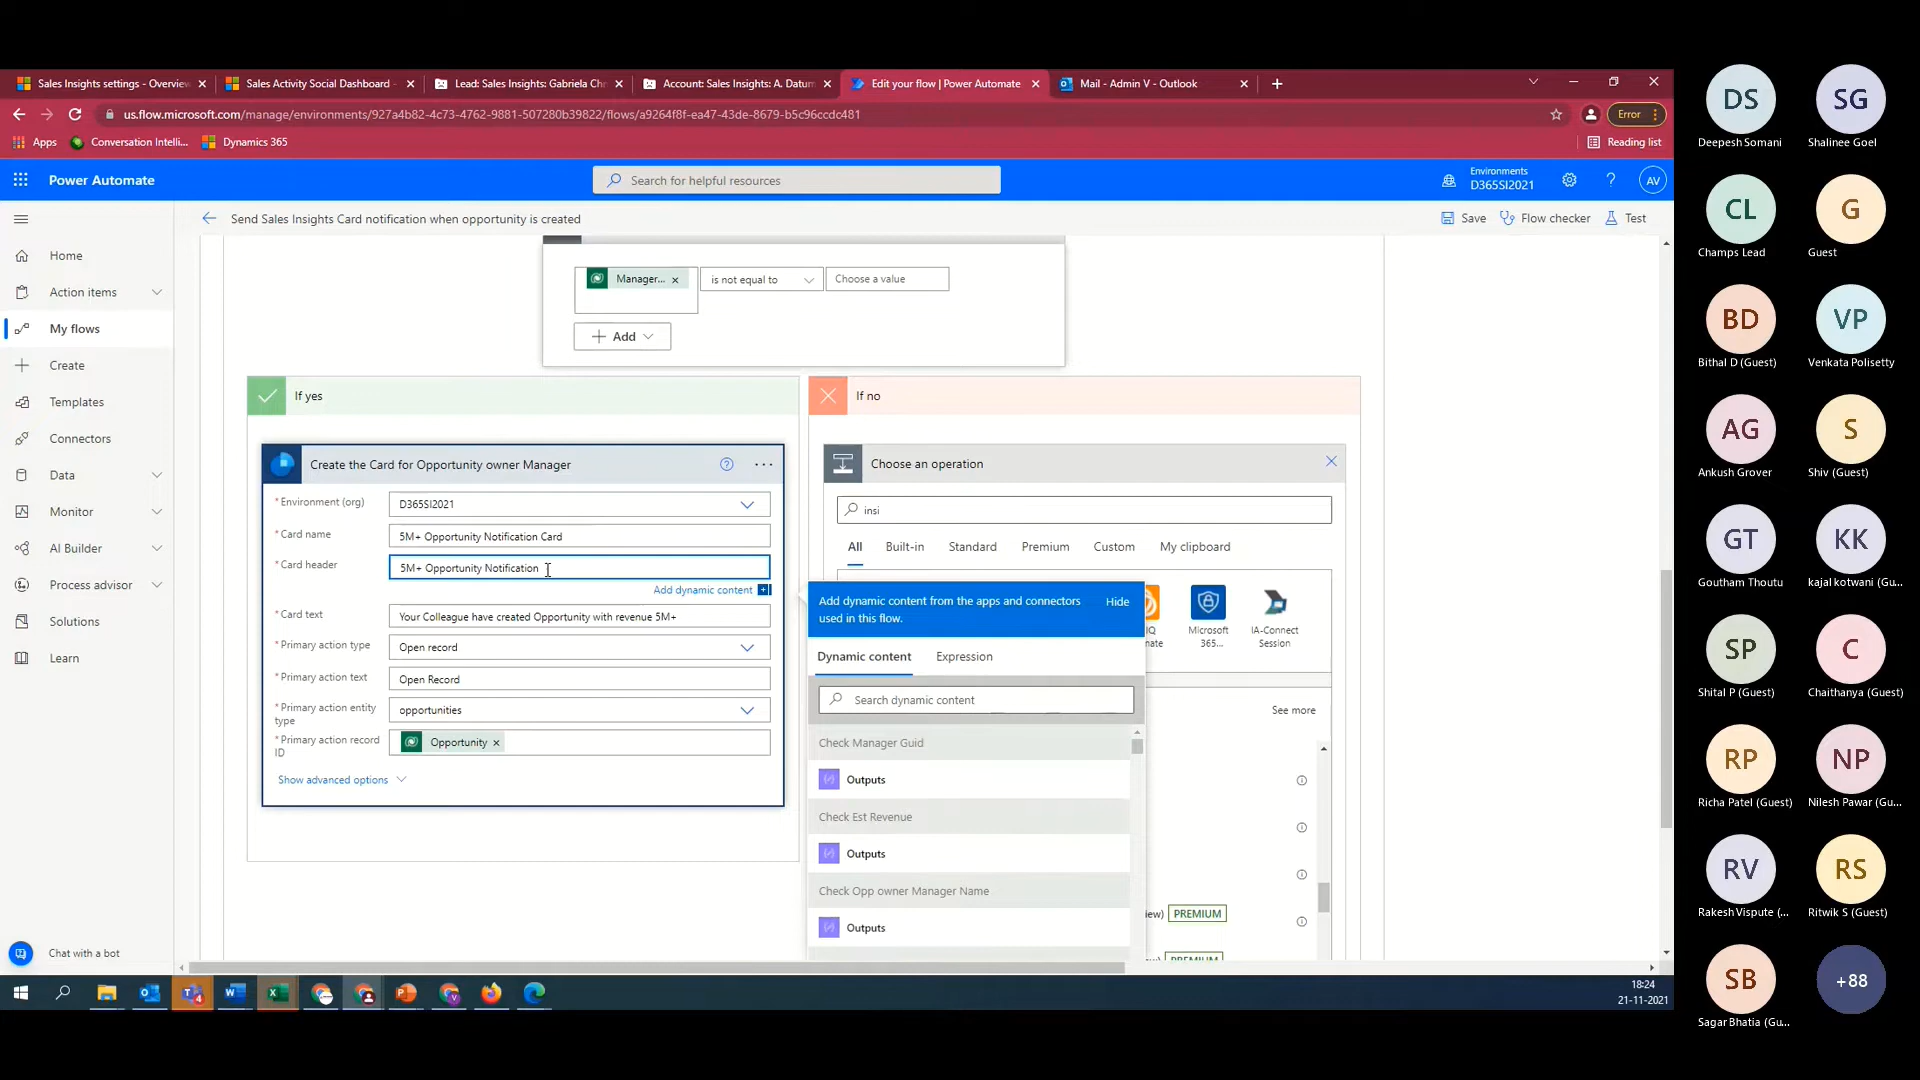 Sales Insights settings - Overview
Sales Activity Social Dashboard -
Lead: Sales Insights: Gabriela Chr
Account: Sales Insights: A. Datum
Edit your flow | Power Automate
Mail - Admin V - Outlook
us.flow.microsoft.com/manage/environments/927a4b82-4c73-4762-9881-507280b39822/flows/a9264f8f-ea47-43de-8679-b5c96ccdc481
Error
Apps
Conversation Intelli...
Dynamics 365
Reading list
Power Automate
Search for helpful resources
Environments
D365SI2021
AV
Send Sales Insights Card notification when opportunity is created
Save
Flow checker
Test
Home
Action items
My flows
Create
Templates
Connectors
Data
Monitor
AI Builder
Process advisor
Solutions
Learn
Chat with a bot
Manager...
is not equal to
Choose a value
Add
If yes
Create the Card for Opportunity owner Manager
* Environment (org)
D365SI2021
* Card name
5M+ Opportunity Notification Card
* Card header
5M+ Opportunity Notification
Add dynamic content
* Card text
Your Colleague have created Opportunity with revenue 5M+
* Primary action type
Open record
* Primary action text
Open Record
* Primary action entity
type
opportunities
* Primary action record
ID
Opportunity
Show advanced options
If no
Choose an operation
insi
All
Built-in
Standard
Premium
Custom
My clipboard
IQ
nate
Microsoft
365...
IA-Connect
Session
See more
iew) PREMIUM
PREMIUM
Add dynamic content from the apps and connectors
used in this flow.
Hide
Dynamic content
Expression
Search dynamic content
Check Manager Guid
Outputs
Check Est Revenue
Outputs
Check Opp owner Manager Name
Outputs
18:24
21-11-2021
DS
Deepesh Somani
SG
Shalinee Goel
CL
Champs Lead
G
Guest
BD
Bithal D (Guest)
VP
Venkata Polisetty
AG
Ankush Grover
S
Shiv (Guest)
GT
Goutham Thoutu
KK
kajal kotwani (Gu...
SP
Shital P (Guest)
C
Chaithanya (Guest)
RP
Richa Patel (Guest)
NP
Nilesh Pawar (Gu...
RV
Rakesh Vispute (...
RS
Ritwik S (Guest)
SB
Sagar Bhatia (Gu...
+88